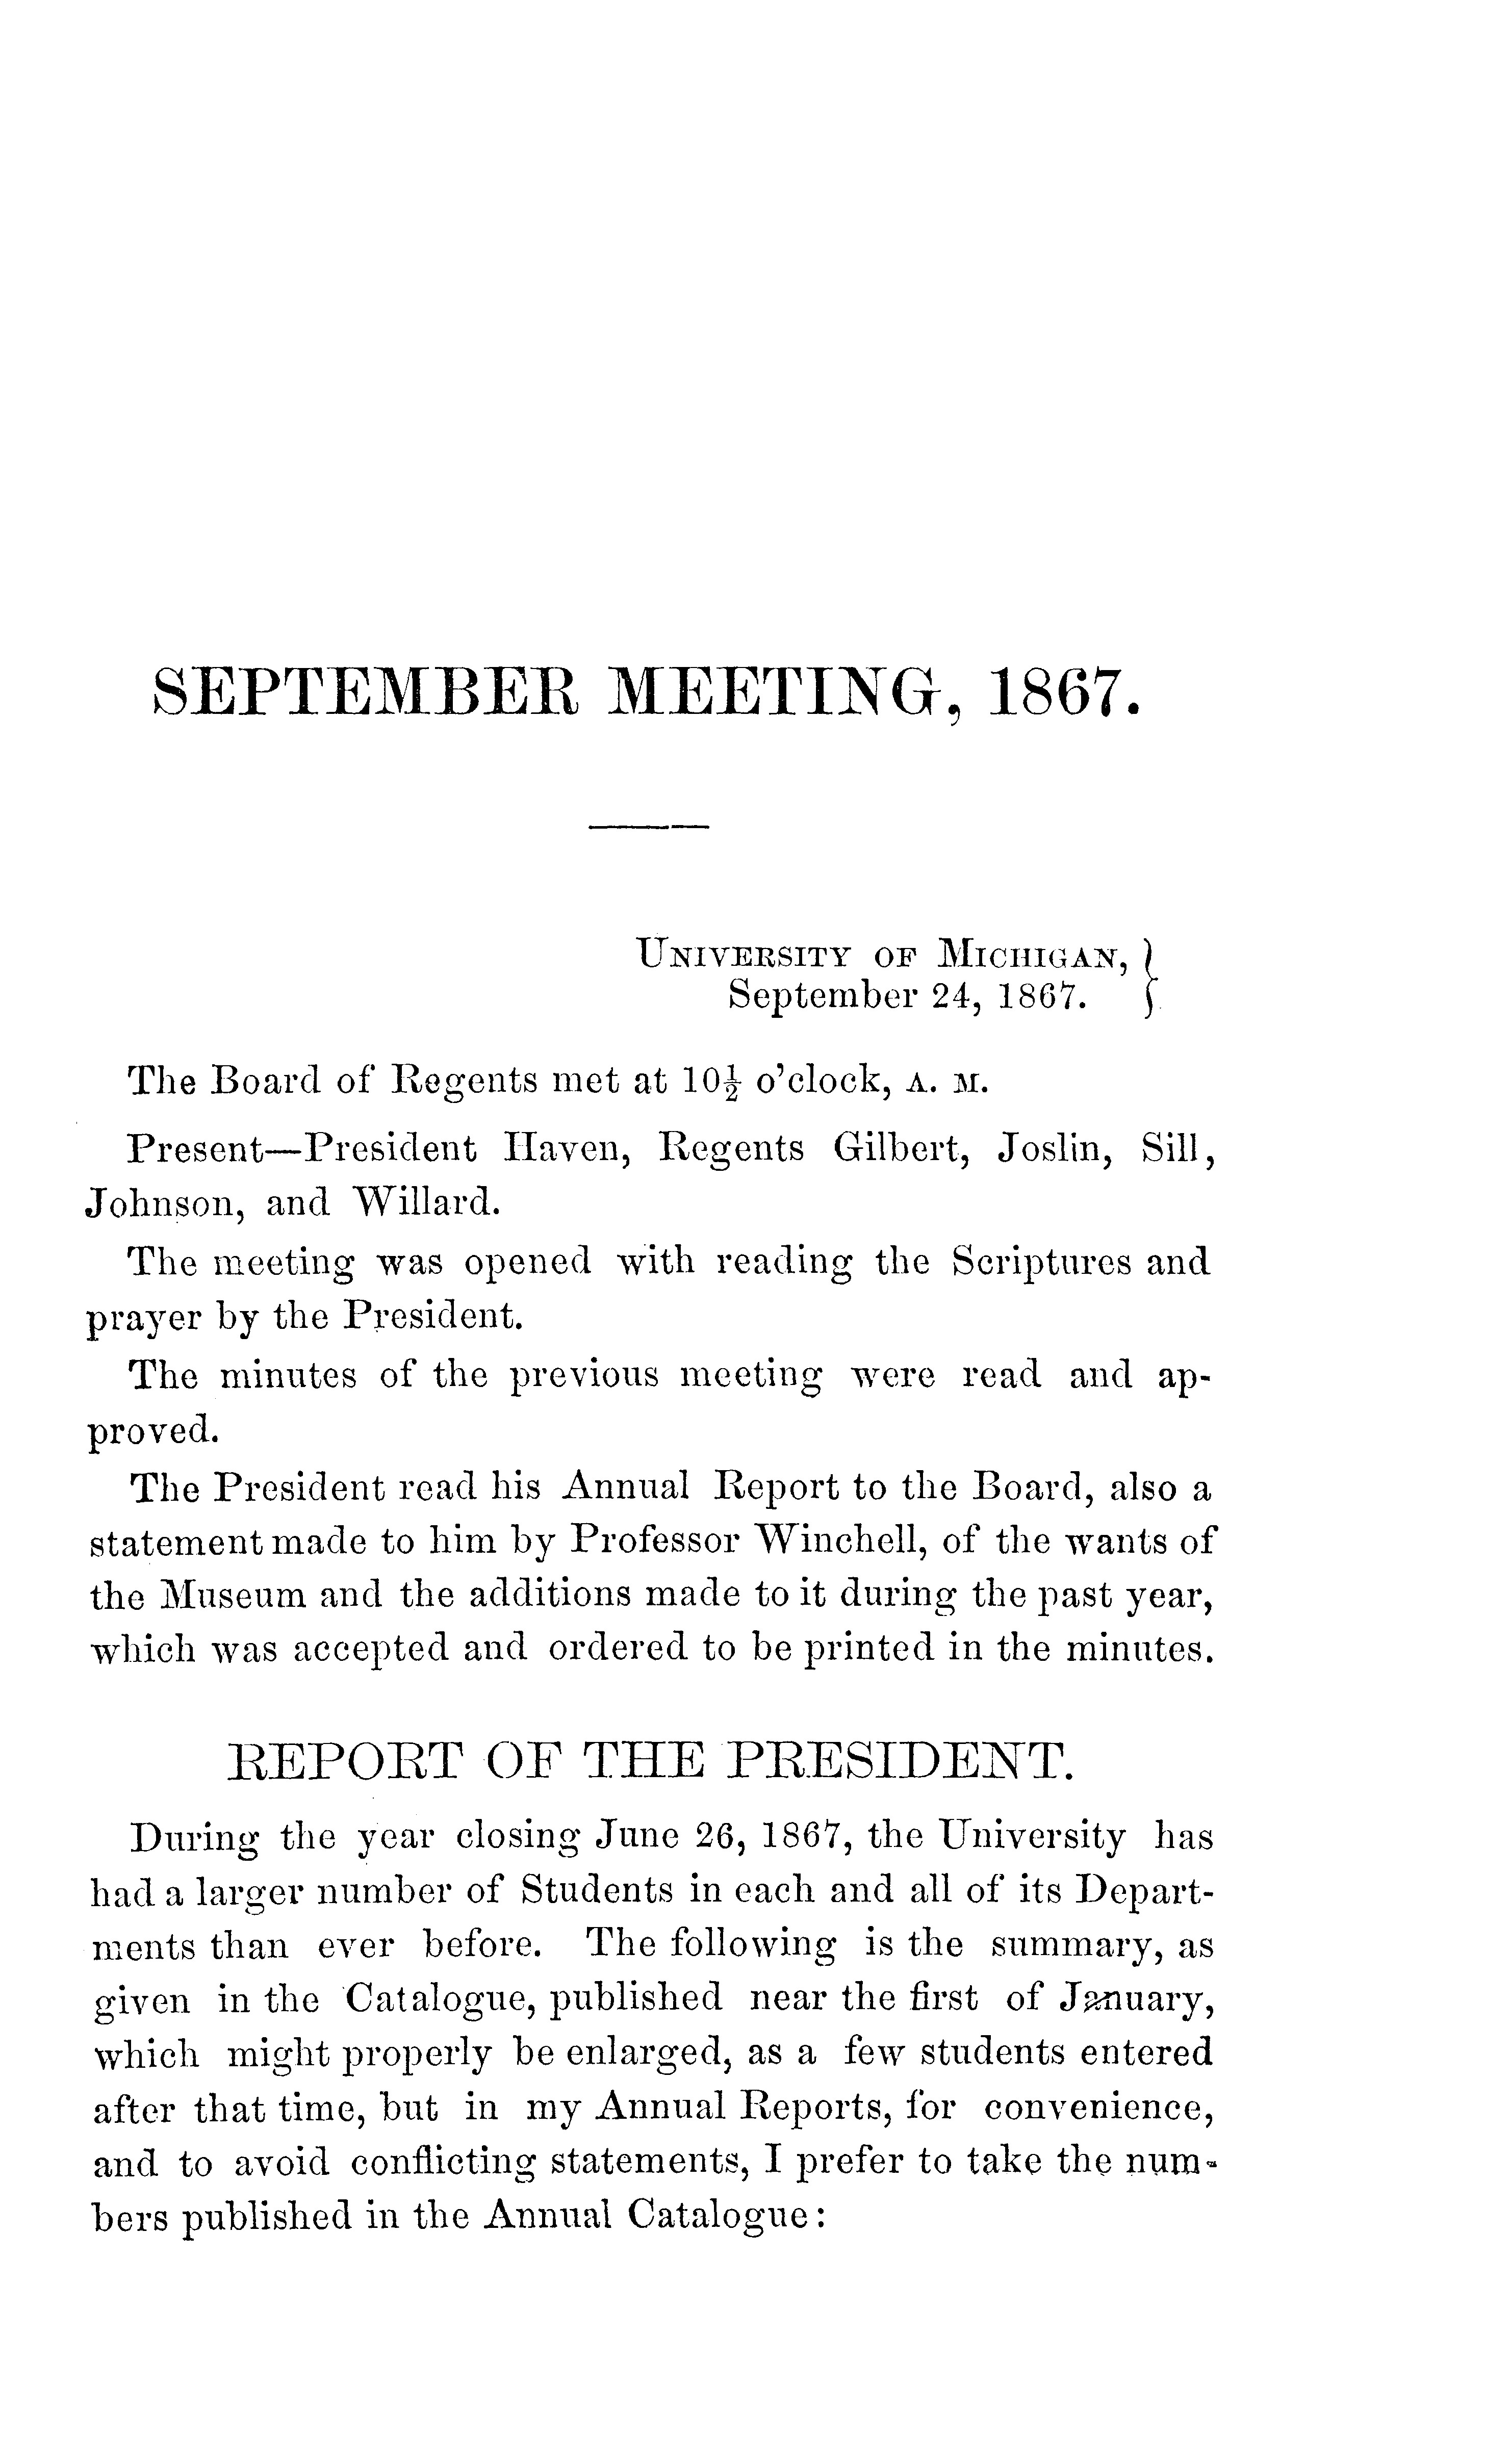 SEPTEMBER MEETING, 1867.
UNIVERSITY OF MICHIGAN, }
September 24, 1867. }
The Board of Regents met at 10½ o'clock, A. M.
Present—President Haven, Regents Gilbert, Joslin, Sill,
Johnson, and Willard.
The meeting was opened with reading the Scriptures and
prayer by the President.
The minutes of the previous meeting were read and ap-
proved.
The President read his Annual Report to the Board, also a
statement made to him by Professor Winchell, of the wants of
the Museum and the additions made to it during the past year,
which was accepted and ordered to be printed in the minutes.
REPORT OF THE PRESIDENT.
During the year closing June 26, 1867, the University has
had a larger number of Students in each and all of its Depart-
ments than ever before. The following is the summary, as
given in the Catalogue, published near the first of January,
which might properly be enlarged, as a few students entered
after that time, but in my Annual Reports, for convenience,
and to avoid conflicting statements, I prefer to take the num-
bers published in the Annual Catalogue: